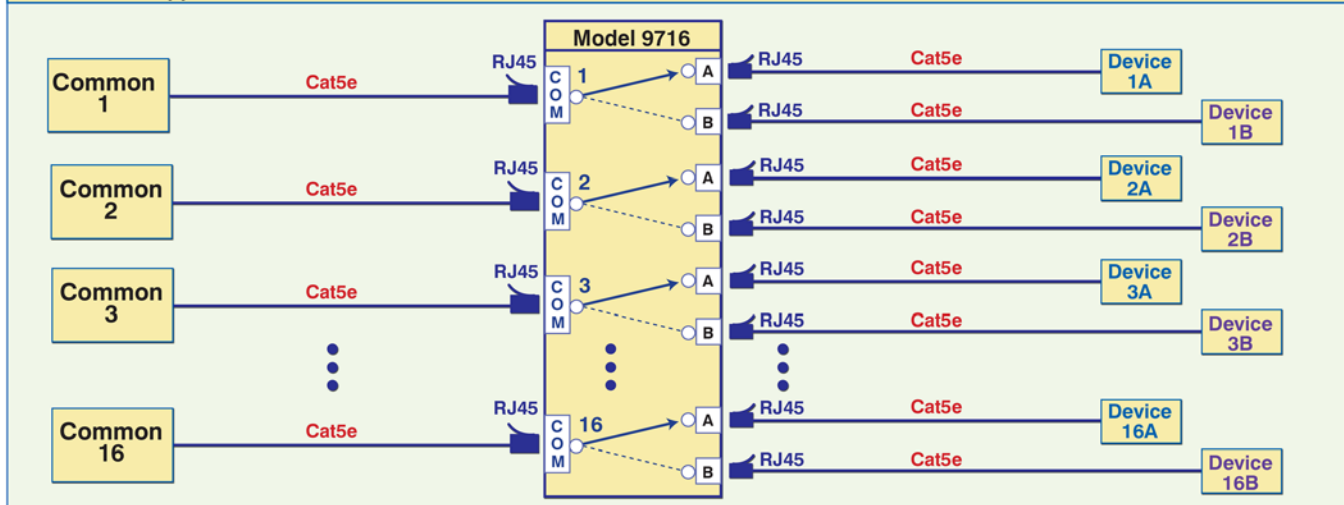 Model 9716
Common
1
Cat5e
RJ45
C
O
M
1
A
RJ45
Cat5e
Device
1A
B
RJ45
Cat5e
Device
1B
Common
2
Cat5e
RJ45
C
O
M
2
A
RJ45
Cat5e
Device
2A
B
RJ45
Cat5e
Device
2B
Common
3
Cat5e
RJ45
C
O
M
3
A
RJ45
Cat5e
Device
3A
B
RJ45
Cat5e
Device
3B
Common
16
Cat5e
RJ45
C
O
M
16
A
RJ45
Cat5e
Device
16A
B
RJ45
Cat5e
Device
16B